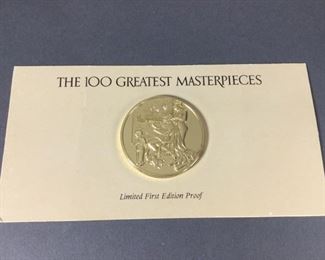 THE 100 GREATEST MASTERPIECES
Limited First Edition Proof